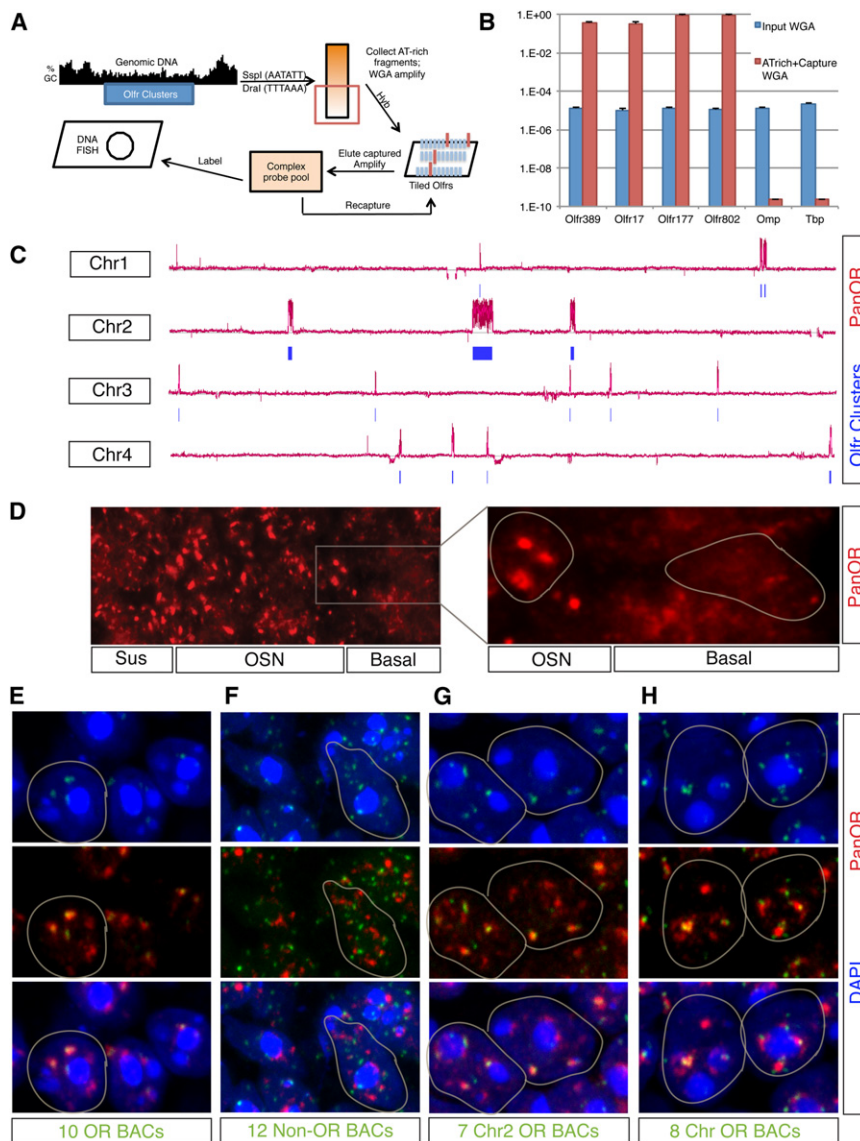 A
Genomic DNA
%
GC
Olfr Clusters
SspI (AATATT)
DraI (TTTAAA)
Collect AT-rich
fragments;
WGA amplify
Hyb
Tiled Olfrs
Elute captured
Amplify
Complex
probe pool
Recapture
Label
DNA
FISH
B
1.E+00
1.E-02
1.E-04
1.E-06
1.E-08
1.E-10
Input WGA
ATrich+Capture
WGA
Olfr389 Olfr17 Olfr177 Olfr802 Omp Tbp
C
Chr1
Chr2
Chr3
Chr4
PanOR
Olfr Clusters
D
Sus OSN Basal
OSN Basal
PanOR
E F G H
PanOR
DAPI
10 OR BACs
12 Non-OR BACs
7 Chr2 OR BACs
8 Chr OR BACs